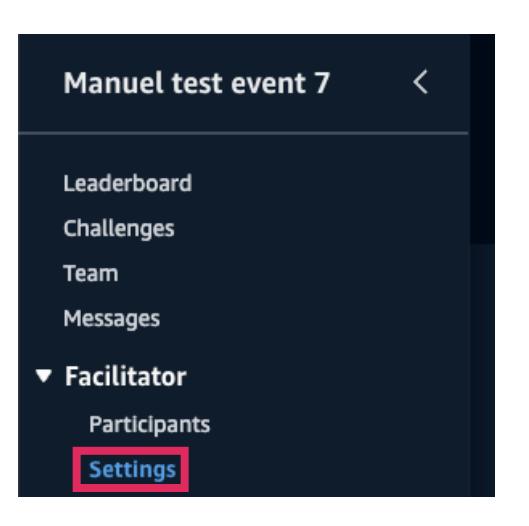 Manuel test event 7
Leaderboard
Challenges
Team
Messages
Facilitator
Participants
Settings